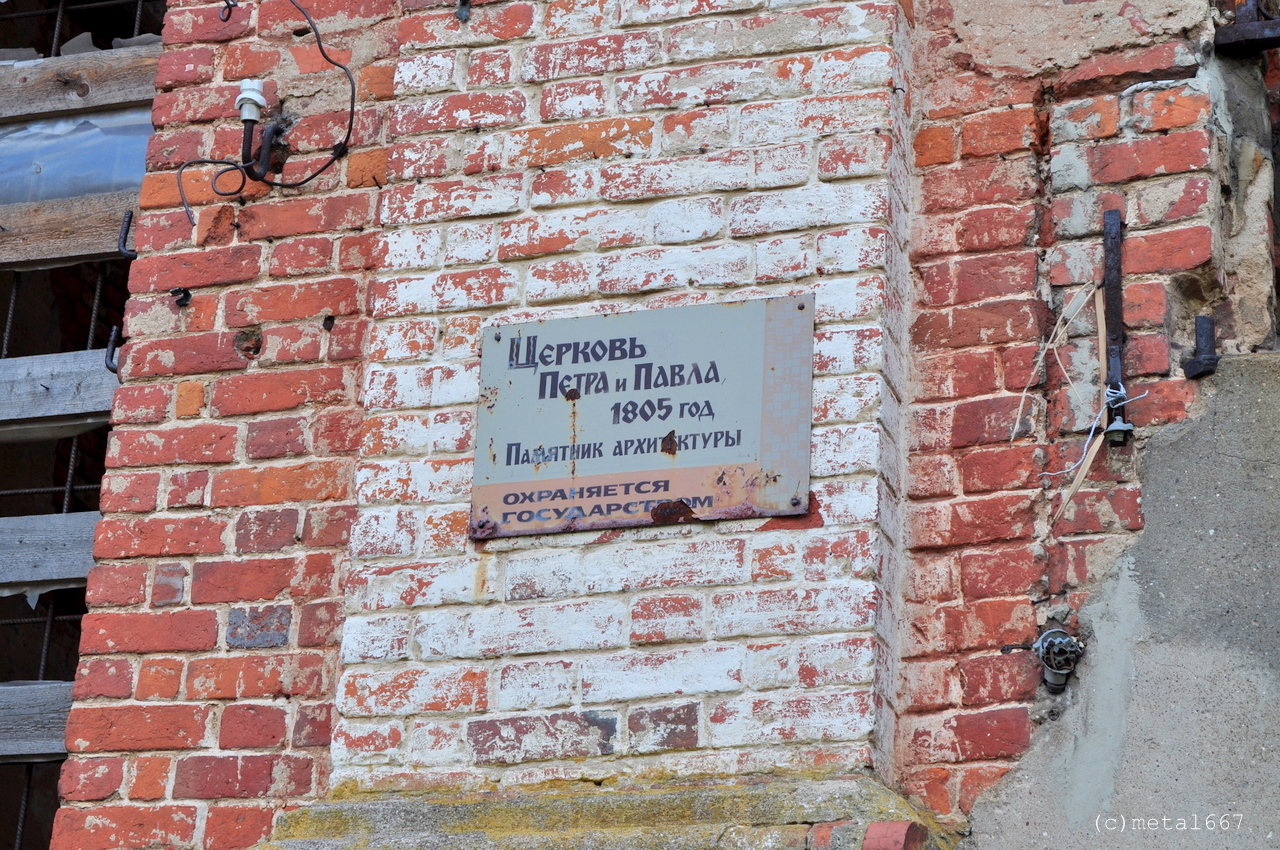 Церковь
Петра и Павла
1805 год
Памятник архитектуры
ОХРАНЯЕТСЯ
ГОСУДАРСТВОМ
(c)metal667